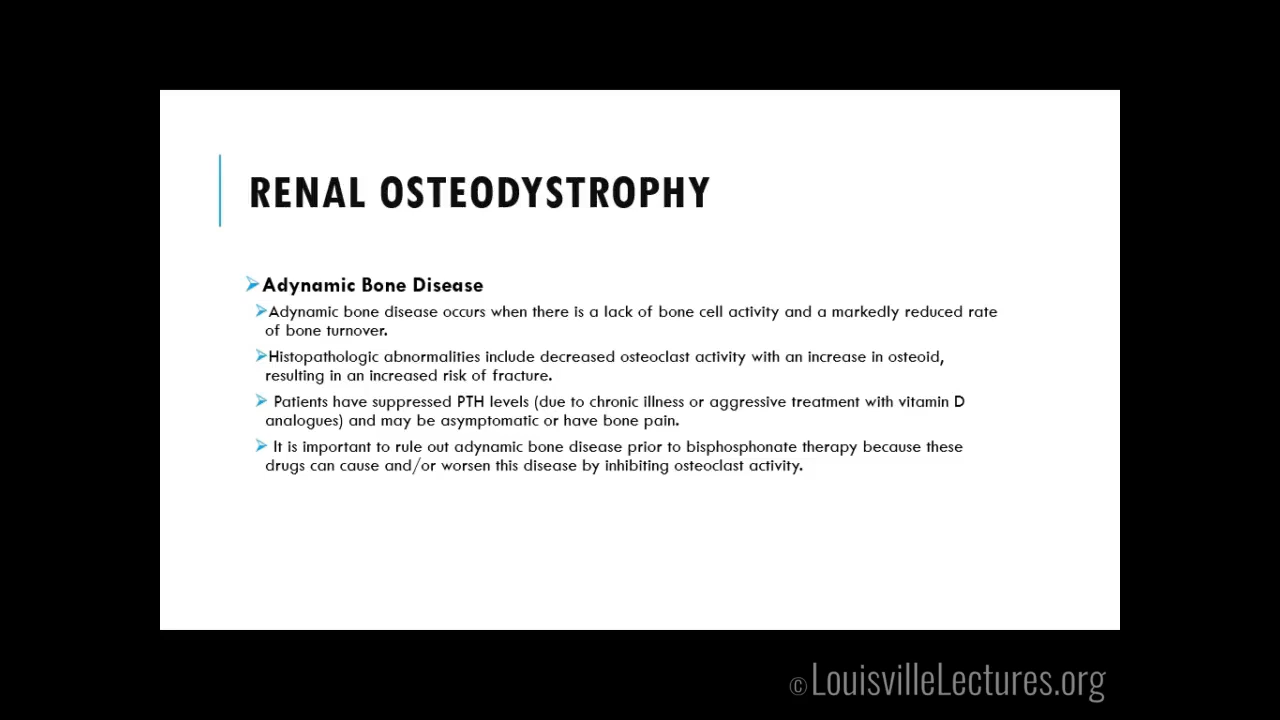 RENAL OSTEODYSTROPHY
Adynamic Bone Disease
Adynamic bone disease occurs when there is a lack of bone cell activity and a markedly reduced rate
of bone turnover.
Histopathologic abnormalities include decreased osteoclast activity with an increase in osteoid,
resulting in an increased risk of fracture.
Patients have suppressed PTH levels (due to chronic illness or aggressive treatment with vitamin D
analogues) and may be asymptomatic or have bone pain.
It is important to rule out adynamic bone disease prior to bisphosphonate therapy because these
drugs can cause and/or worsen this disease by inhibiting osteoclast activity.
© LouisvilleLectures.org